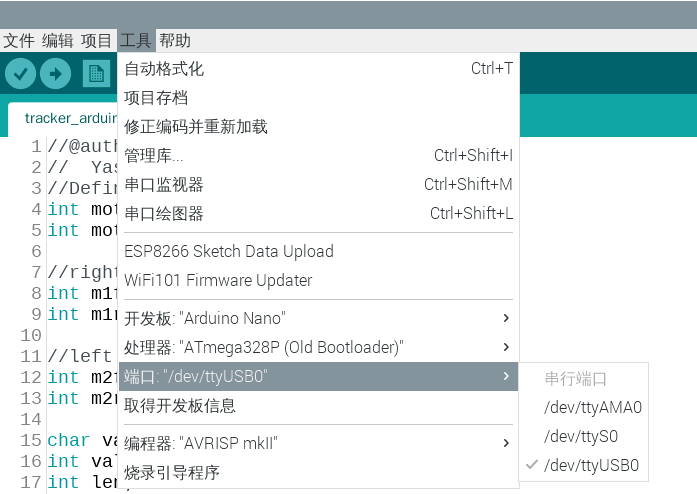 文件 编辑 项目 工具 帮助
自动格式化 Ctrl+T
项目存档
修正编码并重新加载
管理库... Ctrl+Shift+I
串口监视器 Ctrl+Shift+M
串口绘图器 Ctrl+Shift+L
ESP8266 Sketch Data Upload
WiFi101 Firmware Updater
开发板: "Arduino Nano"
处理器: "ATmega328P (Old Bootloader)"
端口: "/dev/ttyUSB0"
取得开发板信息
编程器: "AVRISP mkII"
烧录引导程序
串行端口
/dev/ttyAMA0
/dev/ttyS0
/dev/ttyUSB0
tracker_arduin
1 //@auth
2 //  Yas
3 //Defin
4 int mot
5 int mot
6
7 //right
8 int m1f
9 int m1r
10
11 //left
12 int m2f
13 int m2r
14
15 char va
16 int val
17 int len,